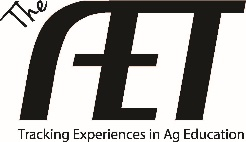 The
AET
Tracking Experiences in Ag Education